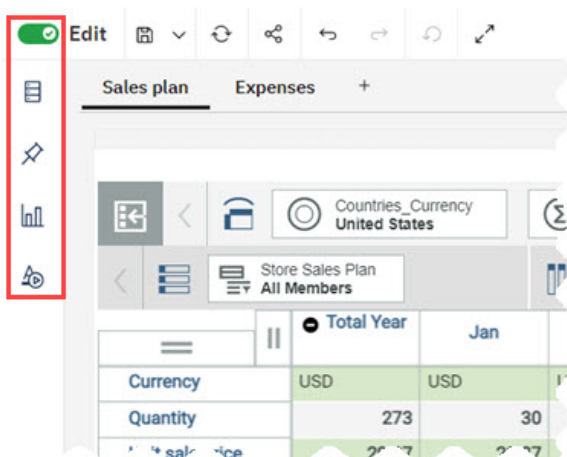 Edit
Sales plan Expenses +
Countries_Currency
United States
Store Sales Plan
All Members
Total Year Jan
Currency USD USD
Quantity 273 30